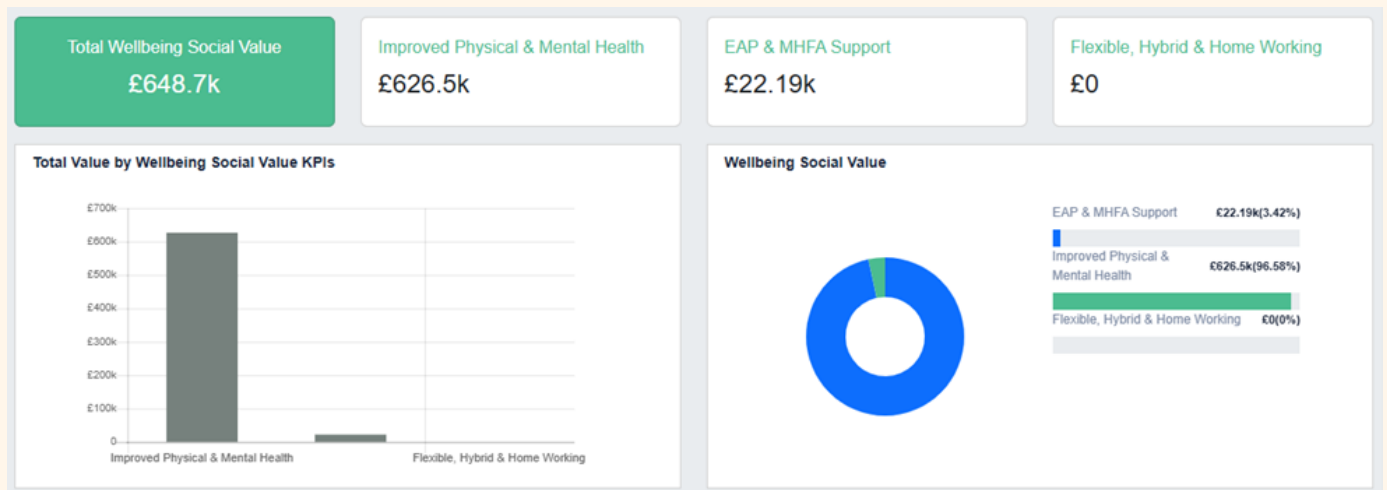 Total Wellbeing Social Value
£648.7k
Improved Physical & Mental Health
£626.5k
EAP & MHFA Support
£22.19k
Flexible, Hybrid & Home Working
£0
Total Value by Wellbeing Social Value KPIs
£700k
£600k
£500k
£400k
£300k
£200k
£100k
0
Improved Physical & Mental Health
Flexible, Hybrid & Home Working
Wellbeing Social Value
EAP & MHFA Support £22.19k(3.42%)
Improved Physical &
Mental Health £626.5k(96.58%)
Flexible, Hybrid & Home Working £0(0%)